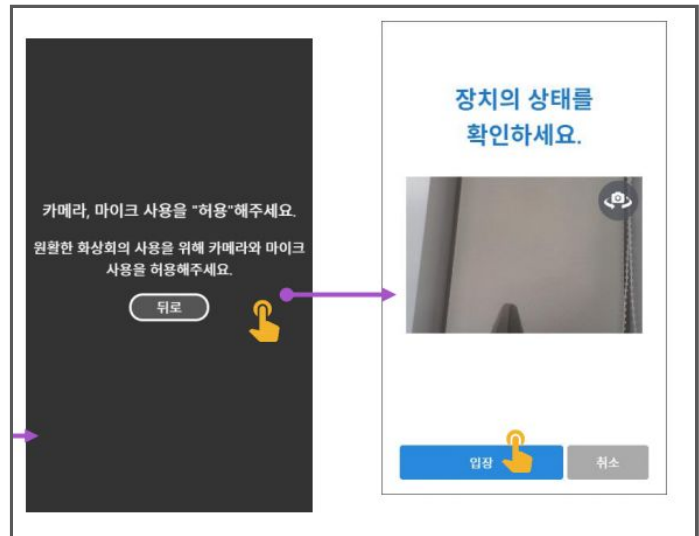 카메라, 마이크 사용을 "허용"해주세요.
원활한 화상회의 사용을 위해 카메라와 마이크
사용을 허용해주세요.
뒤로
장치의 상태를
확인하세요.
입장
취소